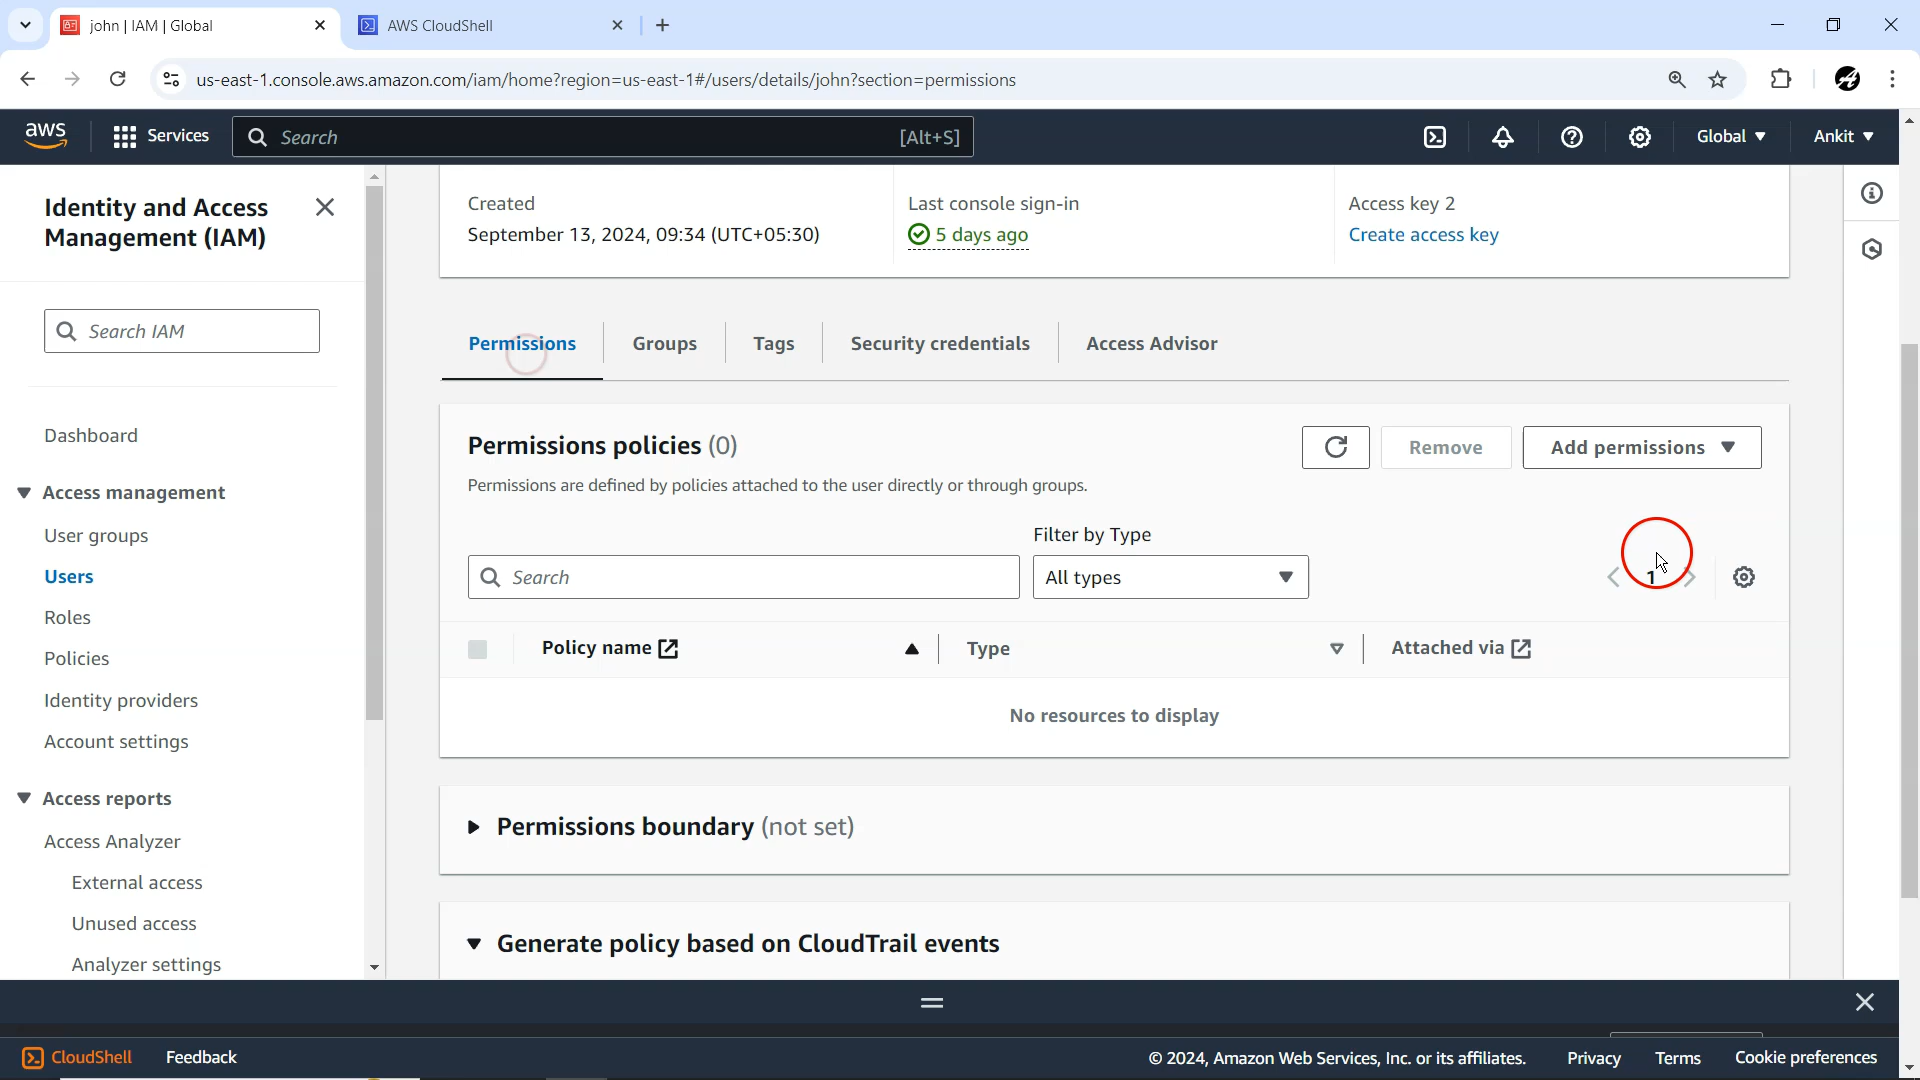 john | IAM | Global
AWS CloudShell
us-east-1.console.aws.amazon.com/iam/home?region=us-east-1#/users/details/john?section=permissions
aws
Services
Search
[Alt+S]
Global
Ankit
Identity and Access
Management (IAM)
Search IAM
Dashboard
Access management
User groups
Users
Roles
Policies
Identity providers
Account settings
Access reports
Access Analyzer
External access
Unused access
Analyzer settings
Created
September 13, 2024, 09:34 (UTC+05:30)
Last console sign-in
5 days ago
Access key 2
Create access key
Permissions
Groups
Tags
Security credentials
Access Advisor
Permissions policies (0)
Remove
Add permissions
Permissions are defined by policies attached to the user directly or through groups.
Filter by Type
Search
All types
1
Policy name
Type
Attached via
No resources to display
Permissions boundary (not set)
Generate policy based on CloudTrail events
CloudShell
Feedback
© 2024, Amazon Web Services, Inc. or its affiliates.
Privacy
Terms
Cookie preferences